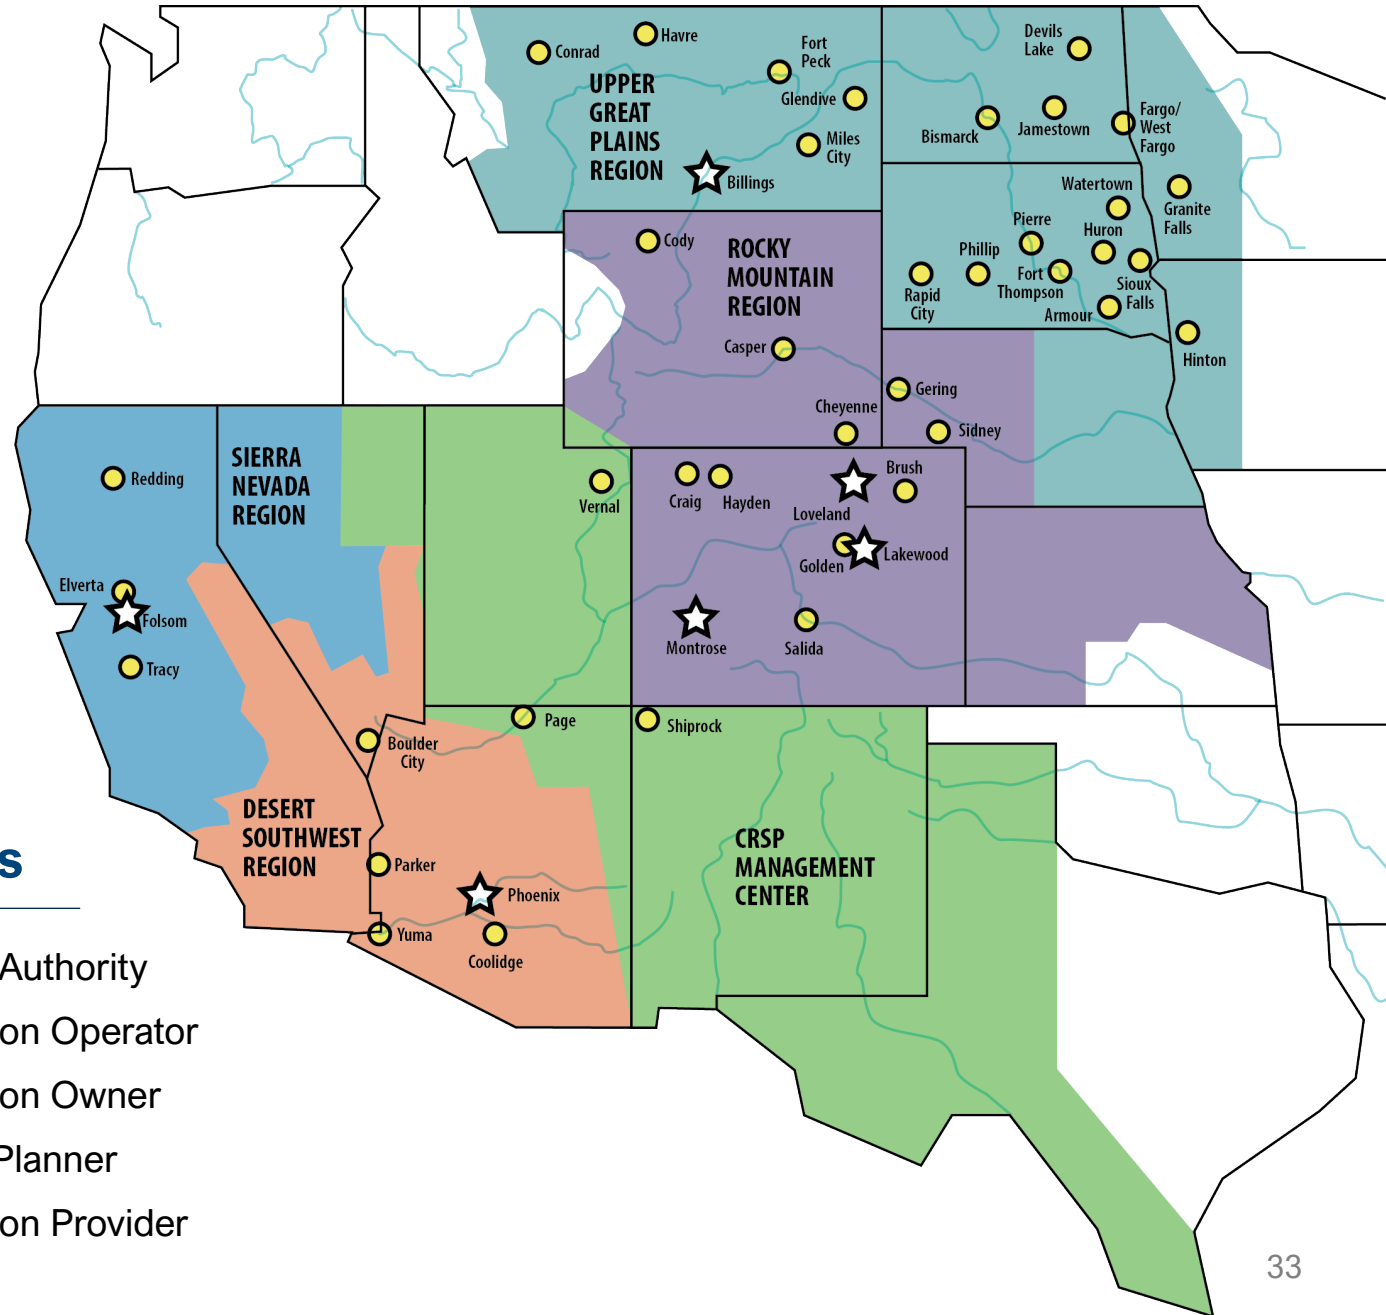 Conrad
Havre
Fort
Peck
Glendive
Miles
City
Billings
UPPER
GREAT
PLAINS
REGION
Devils
Lake
Bismarck
Jamestown
Fargo/
West
Fargo
Watertown
Granite
Falls
Pierre
Huron
Phillip
Fort
Thompson
Rapid
City
Sioux
Falls
Armour
Hinton
Cody
ROCKY
MOUNTAIN
REGION
Casper
Cheyenne
Gering
Sidney
Redding
SIERRA
NEVADA
REGION
Vernal
Craig
Hayden
Brush
Loveland
Golden
Lakewood
Elverta
Folsom
Tracy
Montrose
Salida
Page
Shiprock
Boulder
City
DESERT
SOUTHWEST
REGION
Parker
Phoenix
Yuma
Coolidge
CRSP
MANAGEMENT
CENTER
s
Authority
on Operator
on Owner
Planner
on Provider
33